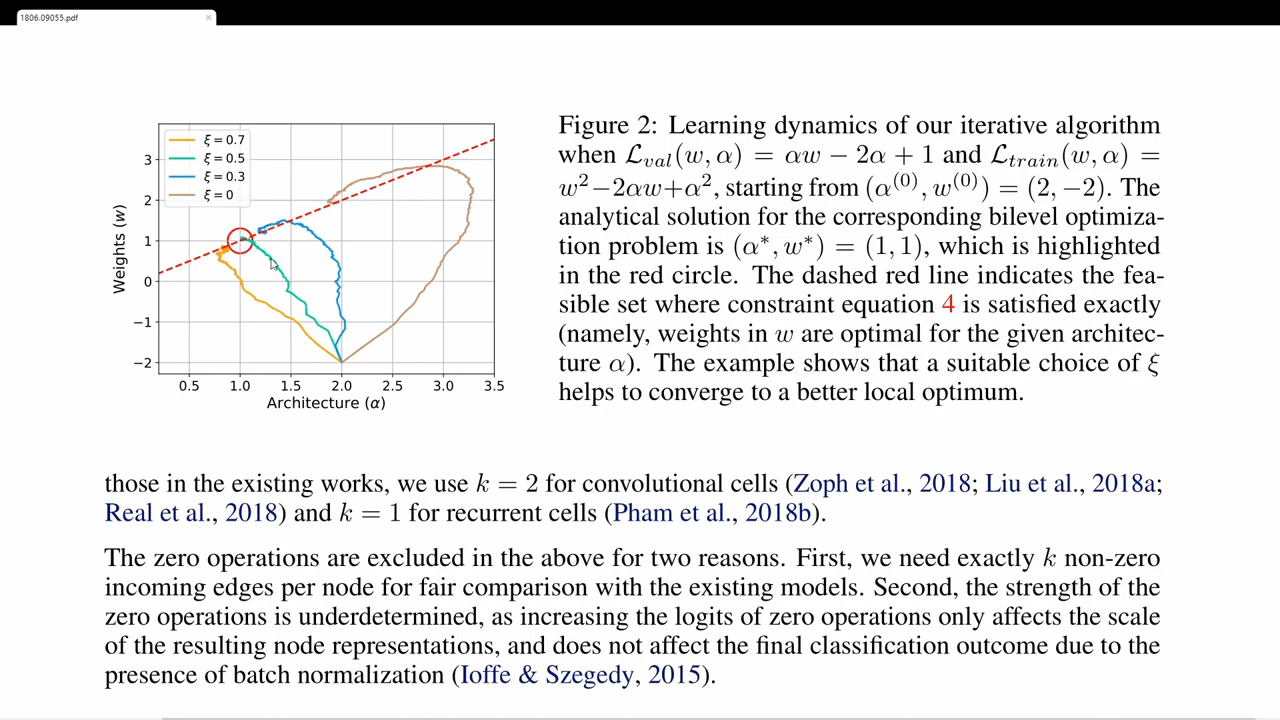 1806.09055.pdf
×
ξ = 0.7
ξ = 0.5
ξ = 0.3
ξ = 0
3
2
1
0
−1
−2
Weights (w)
0.5 1.0 1.5 2.0 2.5 3.0 3.5
Architecture (α)
Figure 2: Learning dynamics of our iterative algorithm
when ℒval(w, α) = αw − 2α + 1 and ℒtrain(w, α) =
w² − 2αw + α², starting from (α⁽⁰⁾, w⁽⁰⁾) = (2, −2). The
analytical solution for the corresponding bilevel optimiza-
tion problem is (α*, w*) = (1, 1), which is highlighted
in the red circle. The dashed red line indicates the fea-
sible set where constraint equation 4 is satisfied exactly
(namely, weights in w are optimal for the given architec-
ture α). The example shows that a suitable choice of ξ
helps to converge to a better local optimum.
those in the existing works, we use k = 2 for convolutional cells (Zoph et al., 2018; Liu et al., 2018a;
Real et al., 2018) and k = 1 for recurrent cells (Pham et al., 2018b).
The zero operations are excluded in the above for two reasons. First, we need exactly k non-zero
incoming edges per node for fair comparison with the existing models. Second, the strength of the
zero operations is underdetermined, as increasing the logits of zero operations only affects the scale
of the resulting node representations, and does not affect the final classification outcome due to the
presence of batch normalization (Ioffe & Szegedy, 2015).